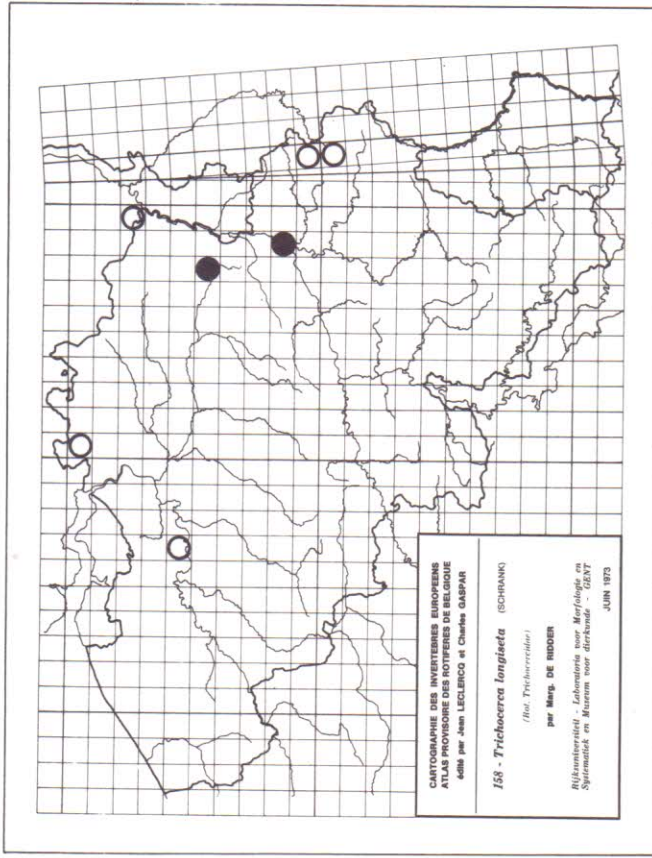 CARTOGRAPHIE DES INVERTEBRES EUROPEENS
ATLAS PROVISOIRE DES ROTIFERES DE BELGIQUE
édité par Jean LECLERCQ et Charles GASPAR
158 - Trichocerca longiseta (SCHRANK)
(Rot. Trichocercidae)
par Marg. DE RIDDER
Rijksuniversiteit - Laboratoria voor Morfologie en
Systematiek en Museum voor dierkunde - GENT
JUIN 1973